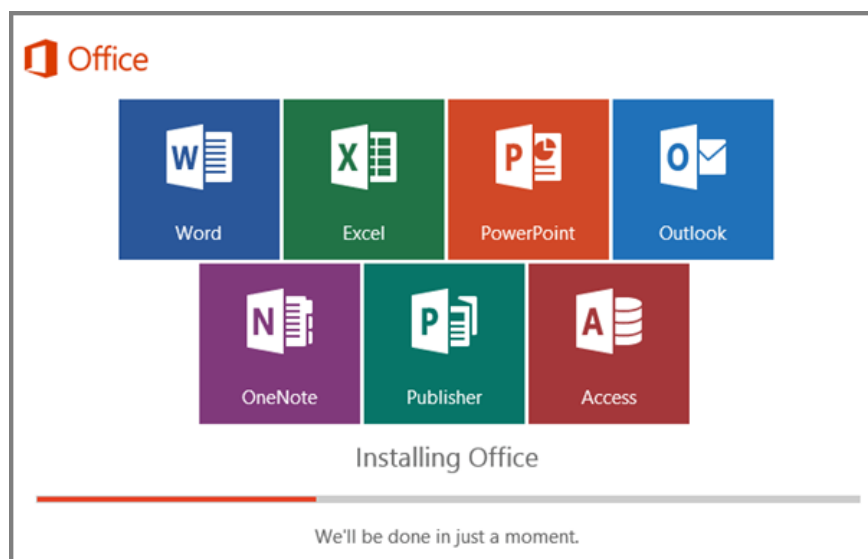 Office
W
X
P
O
Word
Excel
PowerPoint
Outlook
N
P
A
OneNote
Publisher
Access
Installing Office
We'll be done in just a moment.